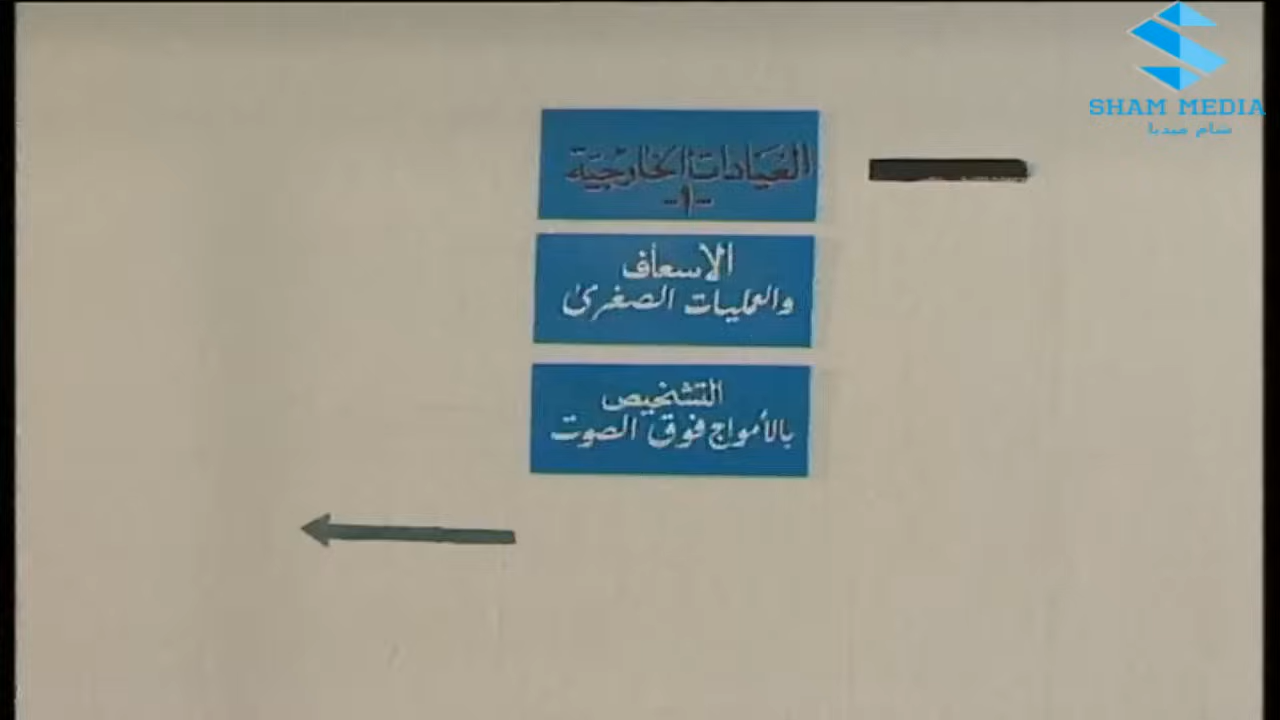 SHAM MEDIA
شام ميديا
العيادات الخارجية
-١-
الاسعاف
والعمليات الصغرى
التشخيص
بالأمواج فوق الصوت